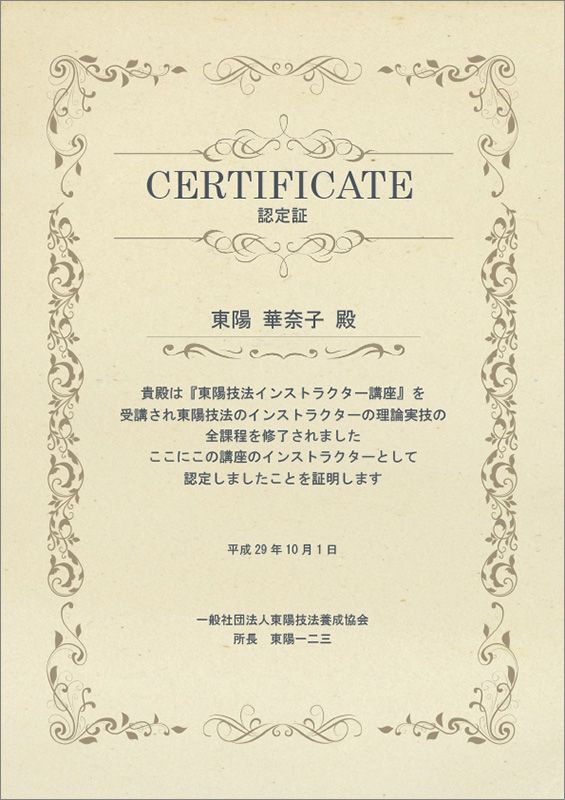 CERTIFICATE
認定証
東陽 華奈子 殿
貴殿は『東陽技法インストラクター講座』を
受講され東陽技法のインストラクターの理論実技の
全課程を修了されました
ここにこの講座のインストラクターとして
認定しましたことを証明します
平成29年10月1日
一般社団法人東陽技法養成協会
所長 東陽一二三